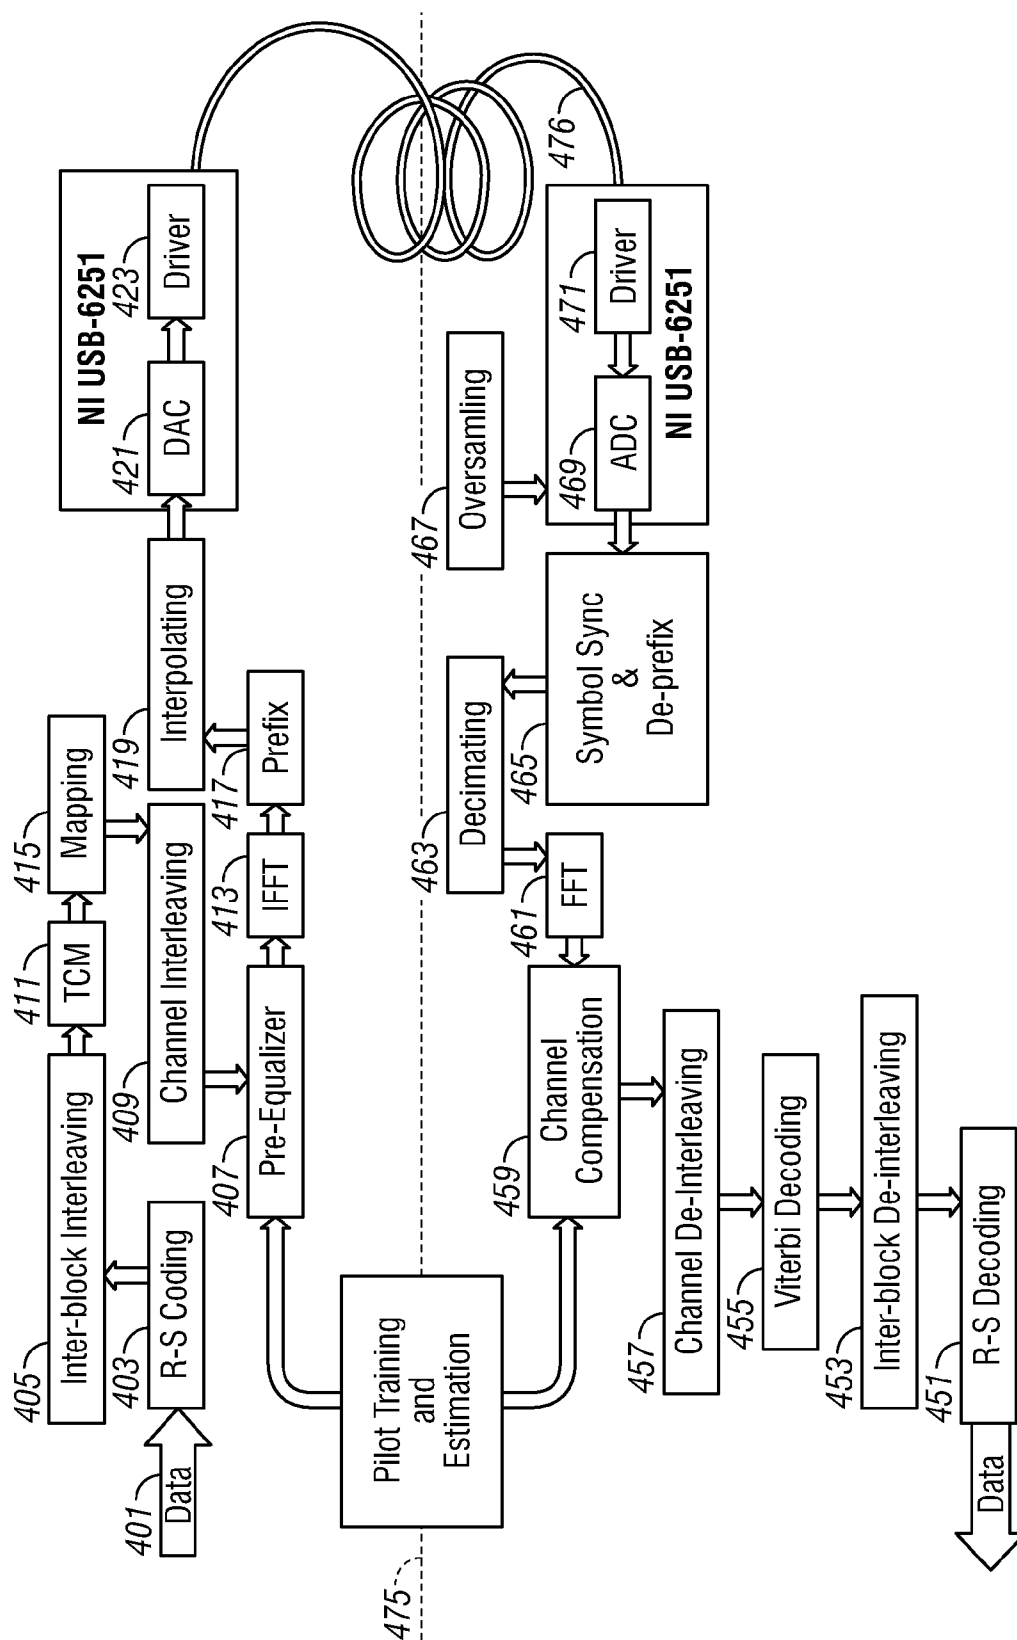 401
Data
403
R-S Coding
405
Inter-block Interleaving
411
TCM
415
Mapping
409
Channel Interleaving
407
Pre-Equalizer
413
IFFT
417
Prefix
419
Interpolating
NI USB-6251
421
DAC
423
Driver
475
Pilot Training
and
Estimation
476
NI USB-6251
471
Driver
469
ADC
467
Oversamling
465
Symbol Sync
&
De-prefix
463
Decimating
461
FFT
459
Channel
Compensation
457
Channel De-Interleaving
455
Viterbi Decoding
453
Inter-block De-interleaving
451
R-S Decoding
Data